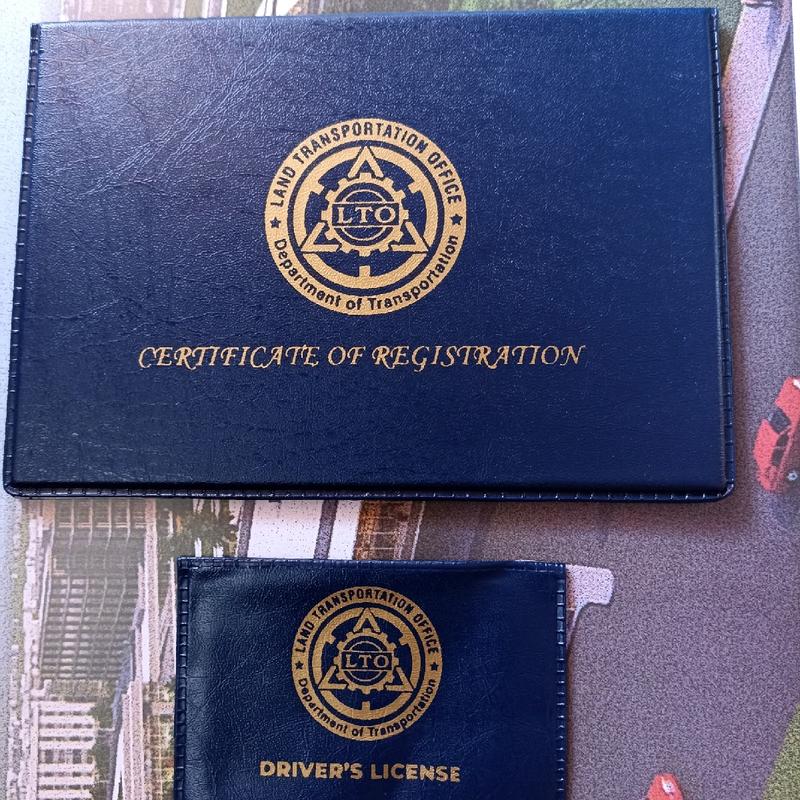 LAND TRANSPORTATION OFFICE
LTO
Department of Transportation
CERTIFICATE OF REGISTRATION
LAND TRANSPORTATION OFFICE
LTO
Department of Transportation
DRIVER'S LICENSE